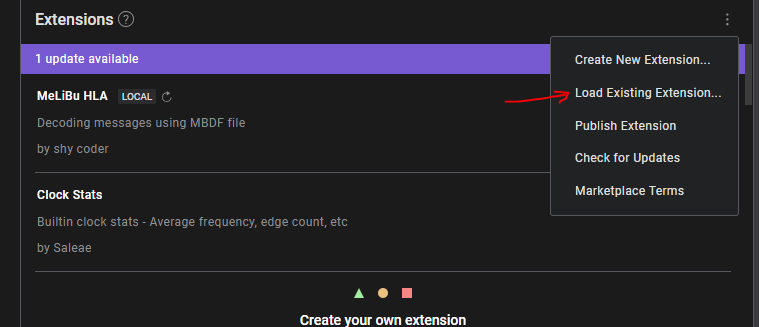 Extensions ?
1 update available
MeLiBu HLA LOCAL
Decoding messages using MBDF file
by shy coder
Clock Stats
Builtin clock stats - Average frequency, edge count, etc
by Saleae
Create your own extension
Create New Extension...
Load Existing Extension...
Publish Extension
Check for Updates
Marketplace Terms